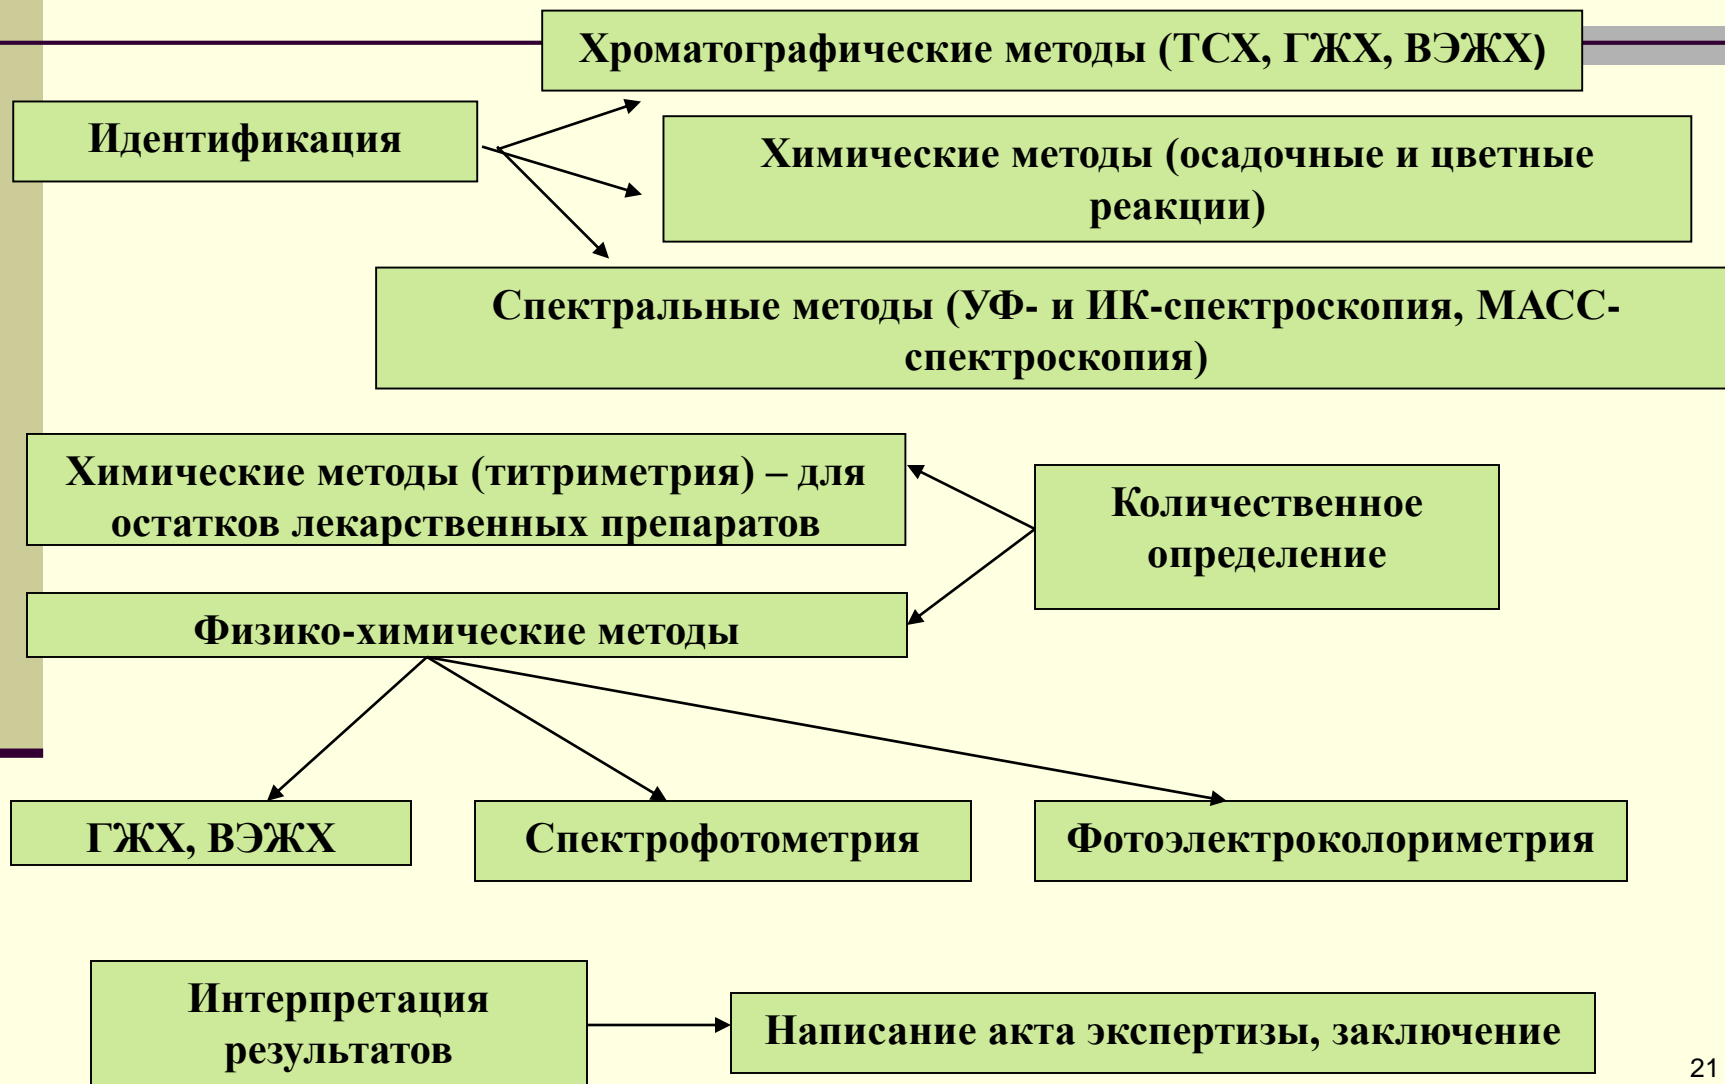 Хроматографические методы (ТСХ, ГЖХ, ВЭЖХ)
Идентификация
Химические методы (осадочные и цветные
реакции)
Спектральные методы (УФ- и ИК-спектроскопия, МАСС-
спектроскопия)
Химические методы (титриметрия) – для
остатков лекарственных препаратов
Количественное
определение
Физико-химические методы
ГЖХ, ВЭЖХ
Спектрофотометрия
Фотоэлектроколориметрия
Интерпретация
результатов
Написание акта экспертизы, заключение
21